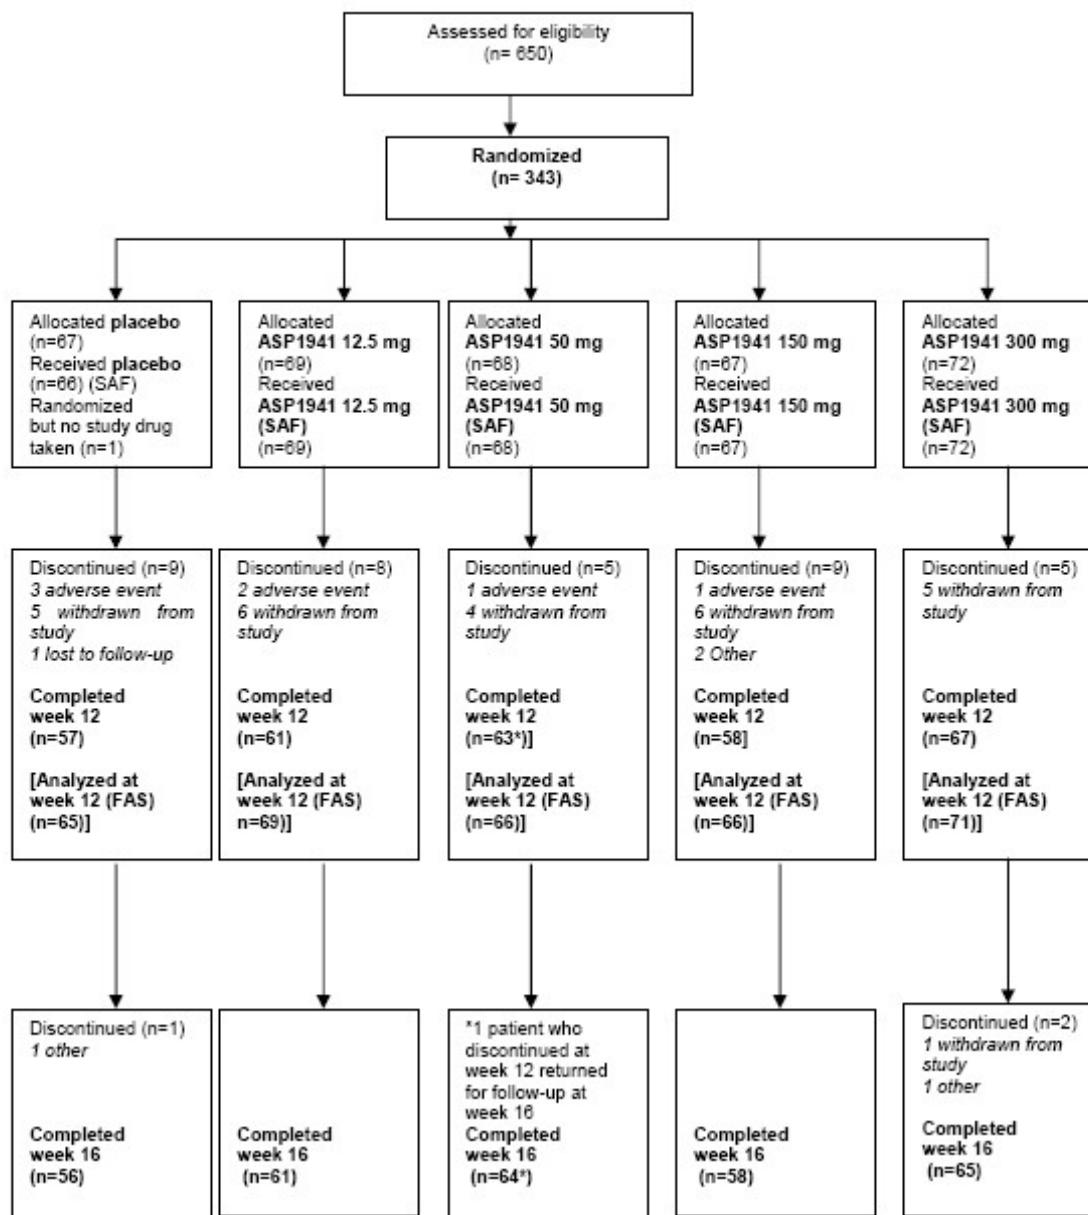 Assessed for eligibility
(n= 650)
Randomized
(n= 343)
Allocated placebo
(n=67)
Received placebo
(n=66) (SAF)
Randomized
but no study drug
taken (n=1)
Allocated
ASP1941 12.5 mg
(n=69)
Received
ASP1941 12.5 mg
(SAF)
(n=69)
Allocated
ASP1941 50 mg
(n=68)
Received
ASP1941 50 mg
(SAF)
(n=68)
Allocated
ASP1941 150 mg
(n=67)
Received
ASP1941 150 mg
(SAF)
(n=67)
Allocated
ASP1941 300 mg
(n=72)
Received
ASP1941 300 mg
(SAF)
(n=72)
Discontinued (n=9)
3 adverse event
5 withdrawn from
study
1 lost to follow-up
Completed
week 12
(n=57)
[Analyzed at
week 12 (FAS)
(n=65)]
Discontinued (n=8)
2 adverse event
6 withdrawn from
study
Completed
week 12
(n=61)
[Analyzed at
week 12 (FAS)
n=69)]
Discontinued (n=5)
1 adverse event
4 withdrawn from
study
Completed
week 12
(n=63*)]
[Analyzed at
week 12 (FAS)
(n=66)]
Discontinued (n=9)
1 adverse event
6 withdrawn from
study
2 Other
Completed
week 12
(n=58]
[Analyzed at
week 12 (FAS)
(n=66)]
Discontinued (n=5)
5 withdrawn from
study
Completed
week 12
(n=67)
[Analyzed at
week 12 (FAS)
(n=71)]
Discontinued (n=1)
1 other
Completed
week 16
(n=56)
Completed
week 16
(n=61)
*1 patient who
discontinued at
week 12 returned
for follow-up at
week 16
Completed
week 16
(n=64*)
Completed
week 16
(n=58)
Discontinued (n=2)
1 withdrawn from
study
1 other
Completed
week 16
(n=65)